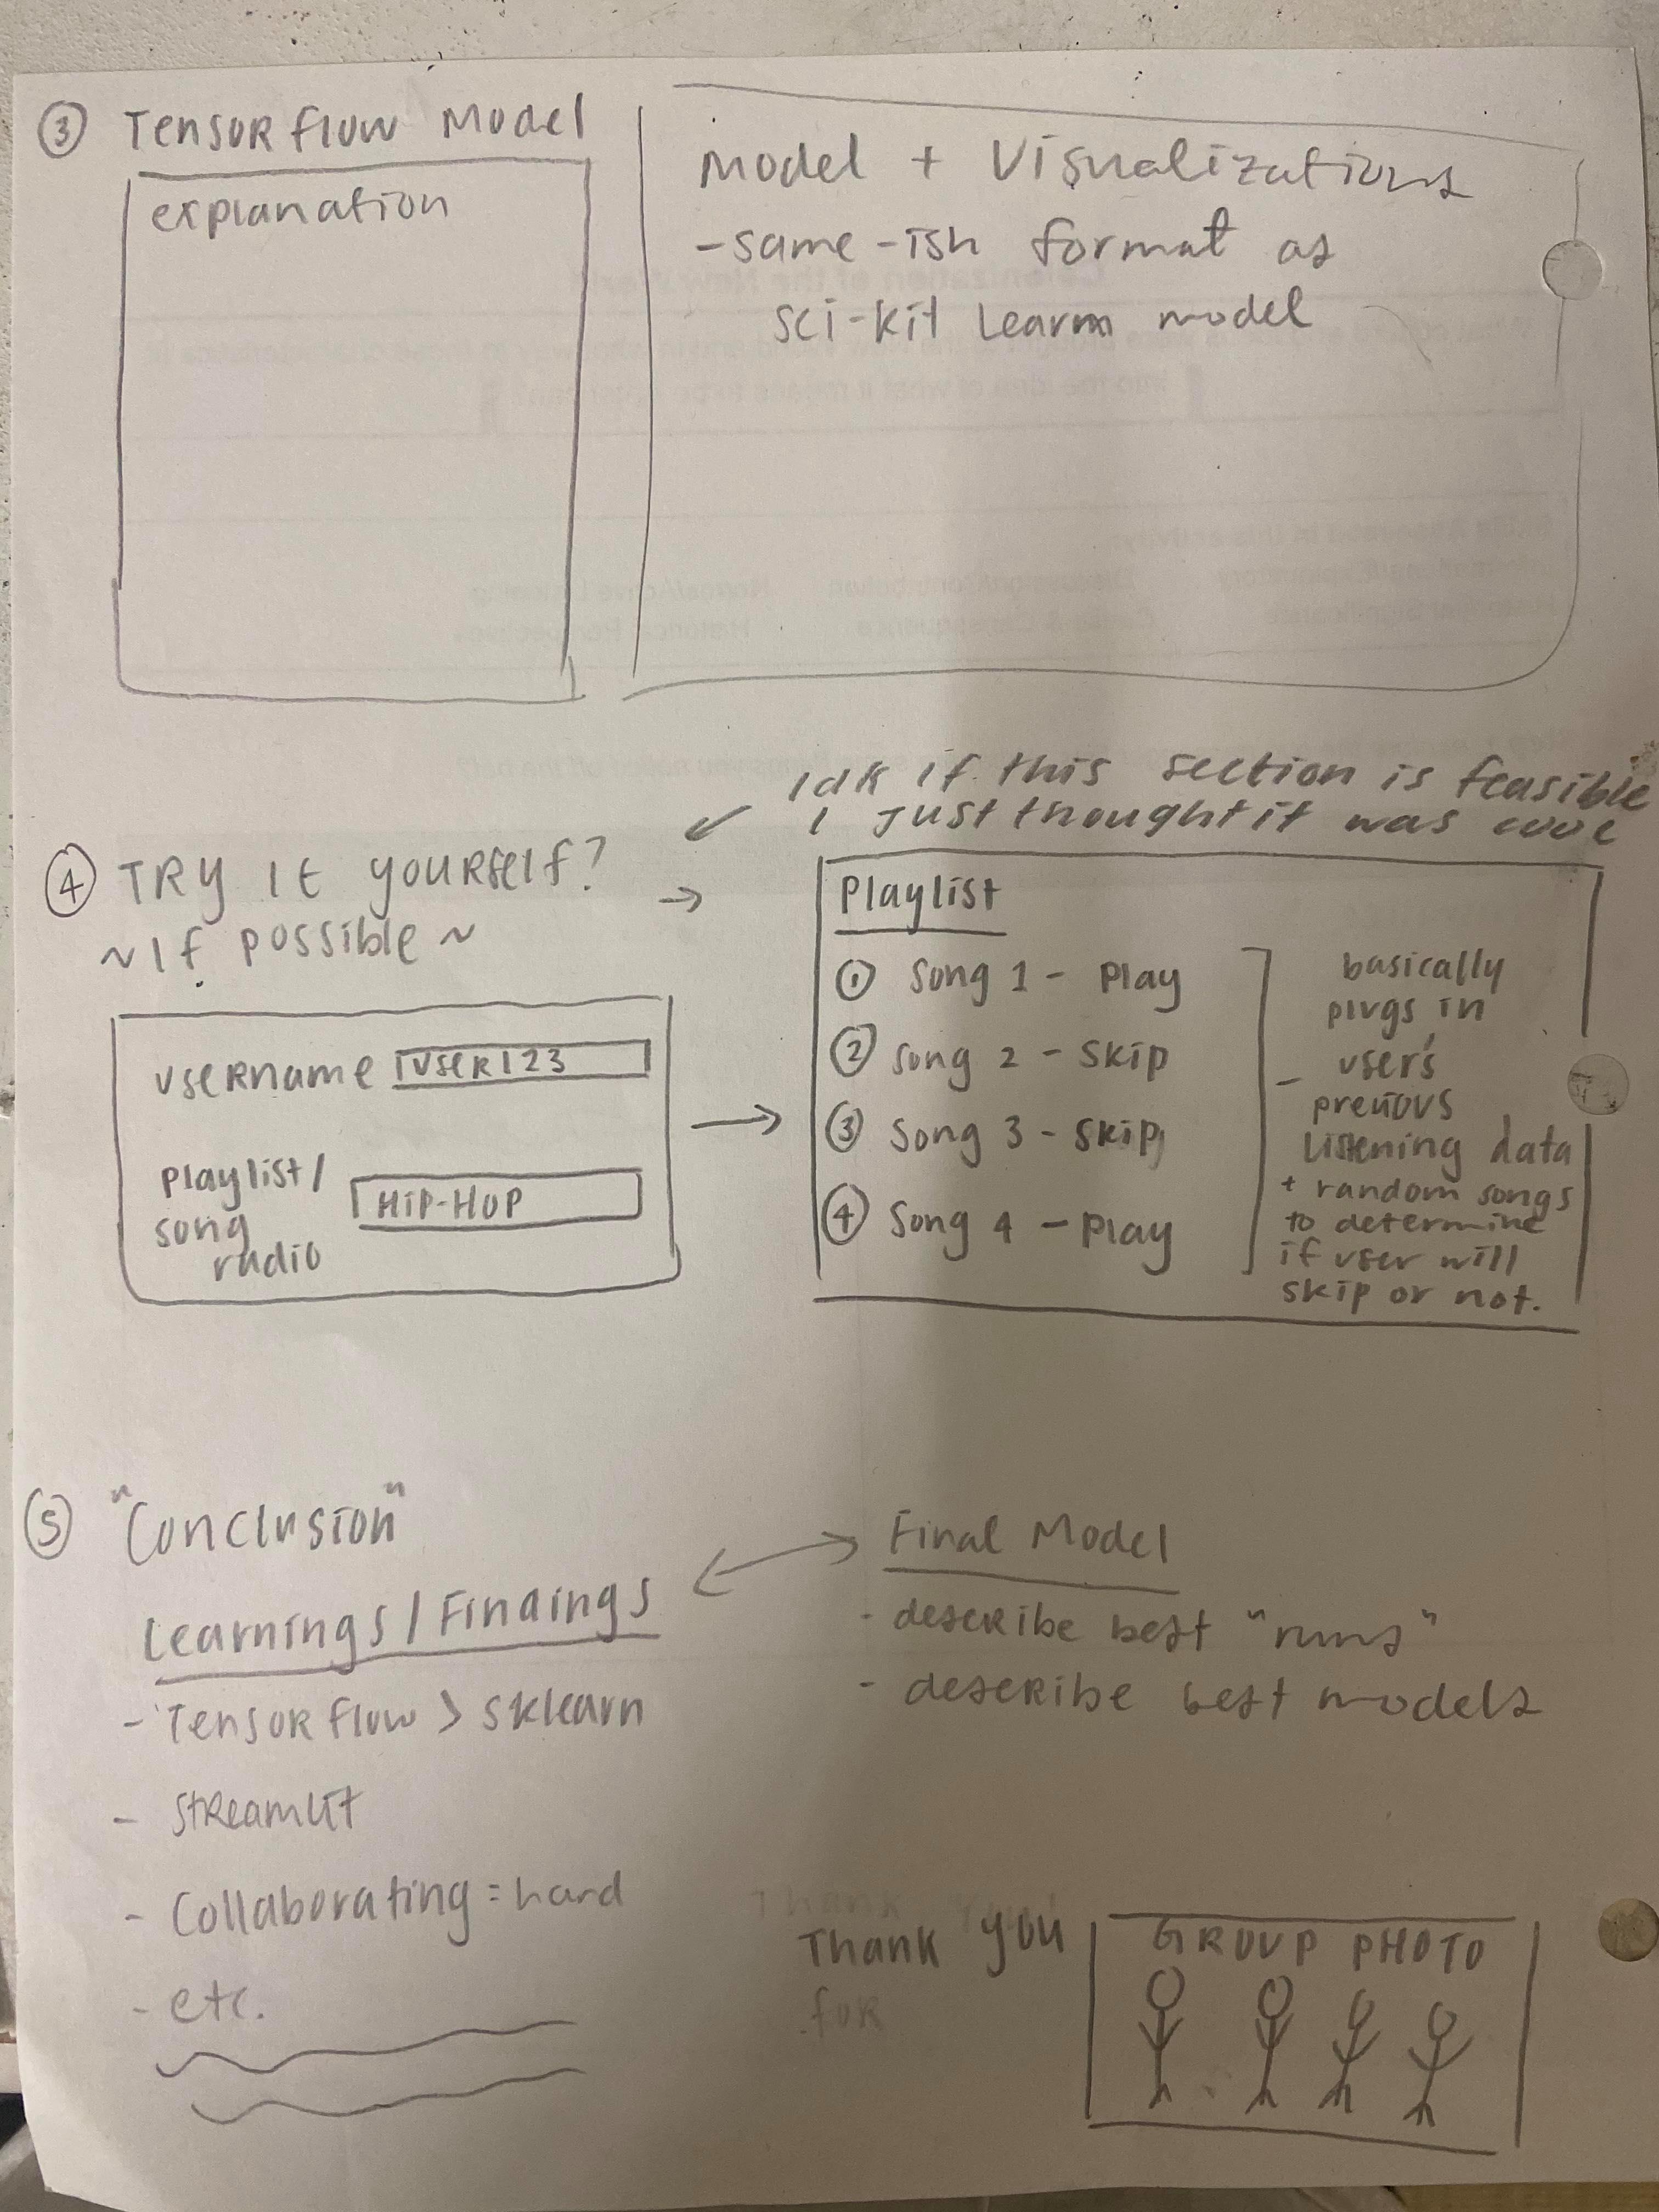 ③ Tensorflow Model
explanation
Model + Visualizations
- same-ish format as
sci-kit Learn model
Idk if this section is feasible
I just thought it was cool
④ TRY It yourself?
~ If possible ~
username USER123
playlist/
song
radio
HIP-HOP
Playlist
① Song 1 - Play
② Song 2 - Skip
③ Song 3 - Skip
④ Song 4 - Play
basically
plugs in
user's
previous
listening data
+ random songs
to determine
if user will
skip or not.
⑤ "Conclusion"
Learnings / Findings
- Tensorflow > sklearn
- Streamlit
- Collaborating = hard
- etc.
Final Model
- describe best "runs"
- describe best models
Thank you
Thank you
for
GROUP PHOTO